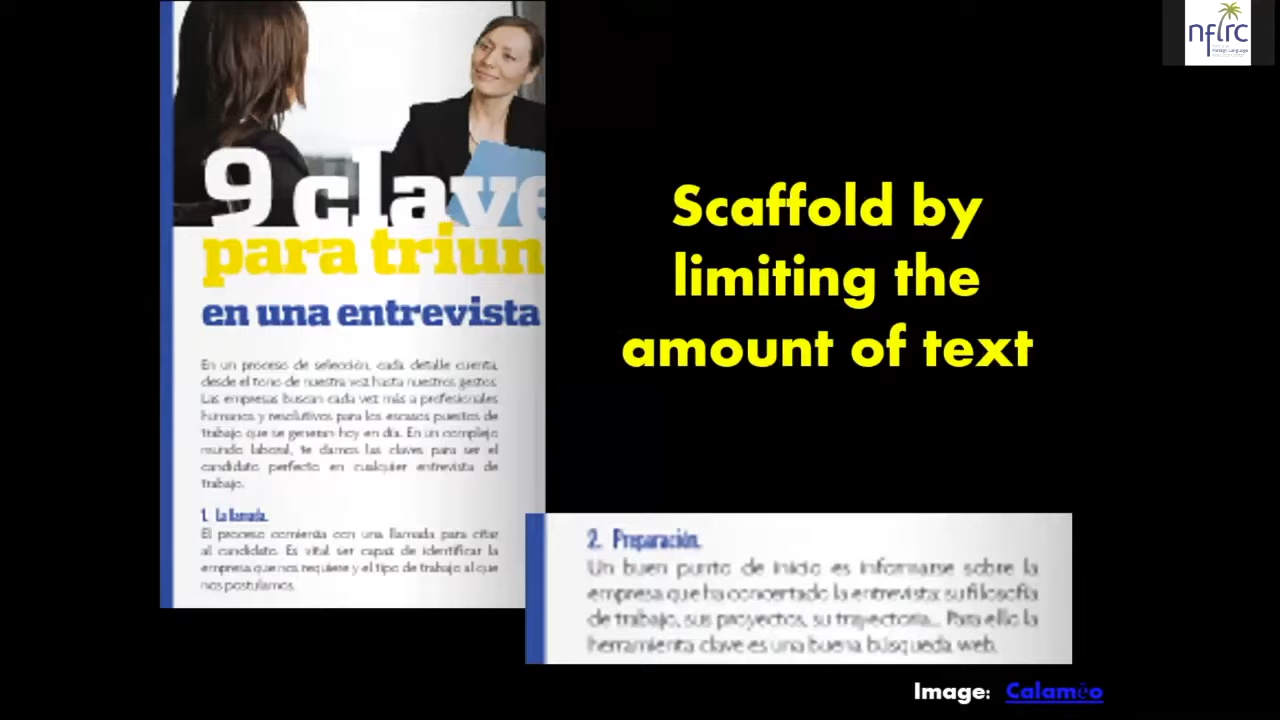 nflrc
Foreign Language
9 clave
para triun
en una entrevista
En un proceso de selección, cada detalle cuenta,
desde el tono de nuestra voz hasta nuestros gestos.
Las empresas buscan cada vez más a profesionales
humanos y resolutivos para los escasos puestos de
trabajo que se generan hoy en día. En un complejo
mundo laboral, te damos las claves para ser el
candidato perfecto en cualquier entrevista de
trabajo.
1. La llamada.
El proceso comienza con una llamada para citar
al candidato. Es vital ser capaz de identificar la
empresa que nos requiere y el tipo de trabajo al que
nos postulamos.
Scaffold by
limiting the
amount of text
2. Preparación.
Un buen punto de inicio es informarse sobre la
empresa que ha concertado la entrevista: su filosofía
de trabajo, sus proyectos, su trayectoria... Para ello la
herramienta clave es una buena búsqueda web.
Image: Calamēo